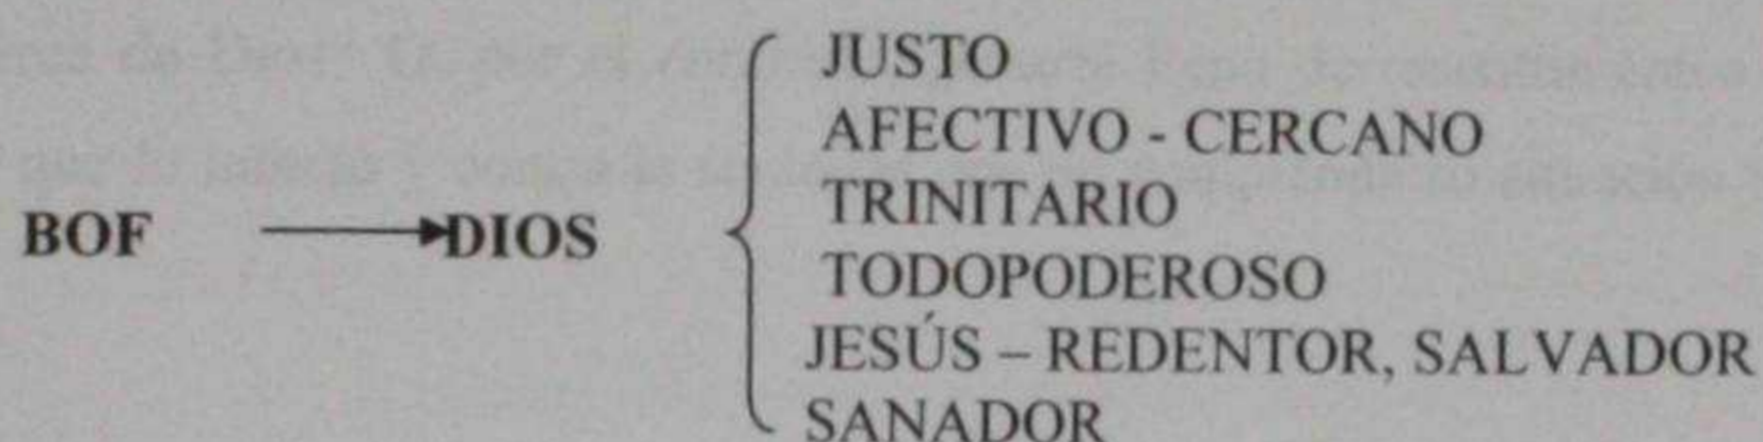 JUSTO
AFECTIVO - CERCANO
TRINITARIO
BOF DIOS
TODOPODEROSO
JESÚS – REDENTOR, SALVADOR
SANADOR